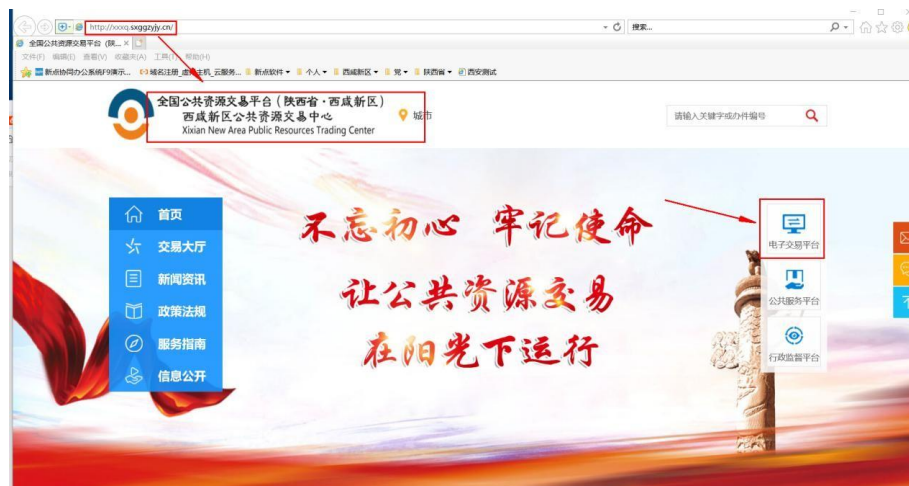 http://xxxq.sxggzyjy.cn/
搜索...
全国公共资源交易平台（陕...
文件(F) 编辑(E) 查看(V) 收藏夹(A) 工具(T) 帮助(H)
新点协同办公系统F9演示... 域名注册_虚拟主机_云服务... 新点软件 个人 西咸新区 党 陕西省 西安测试
全国公共资源交易平台（陕西省·西咸新区）
西咸新区公共资源交易中心
Xixian New Area Public Resources Trading Center
城市
请输入关键字或办件编号
首页
交易大厅
新闻资讯
政策法规
服务指南
信息公开
不忘初心 牢记使命
让公共资源交易
在阳光下运行
电子交易平台
公共服务平台
行政监督平台